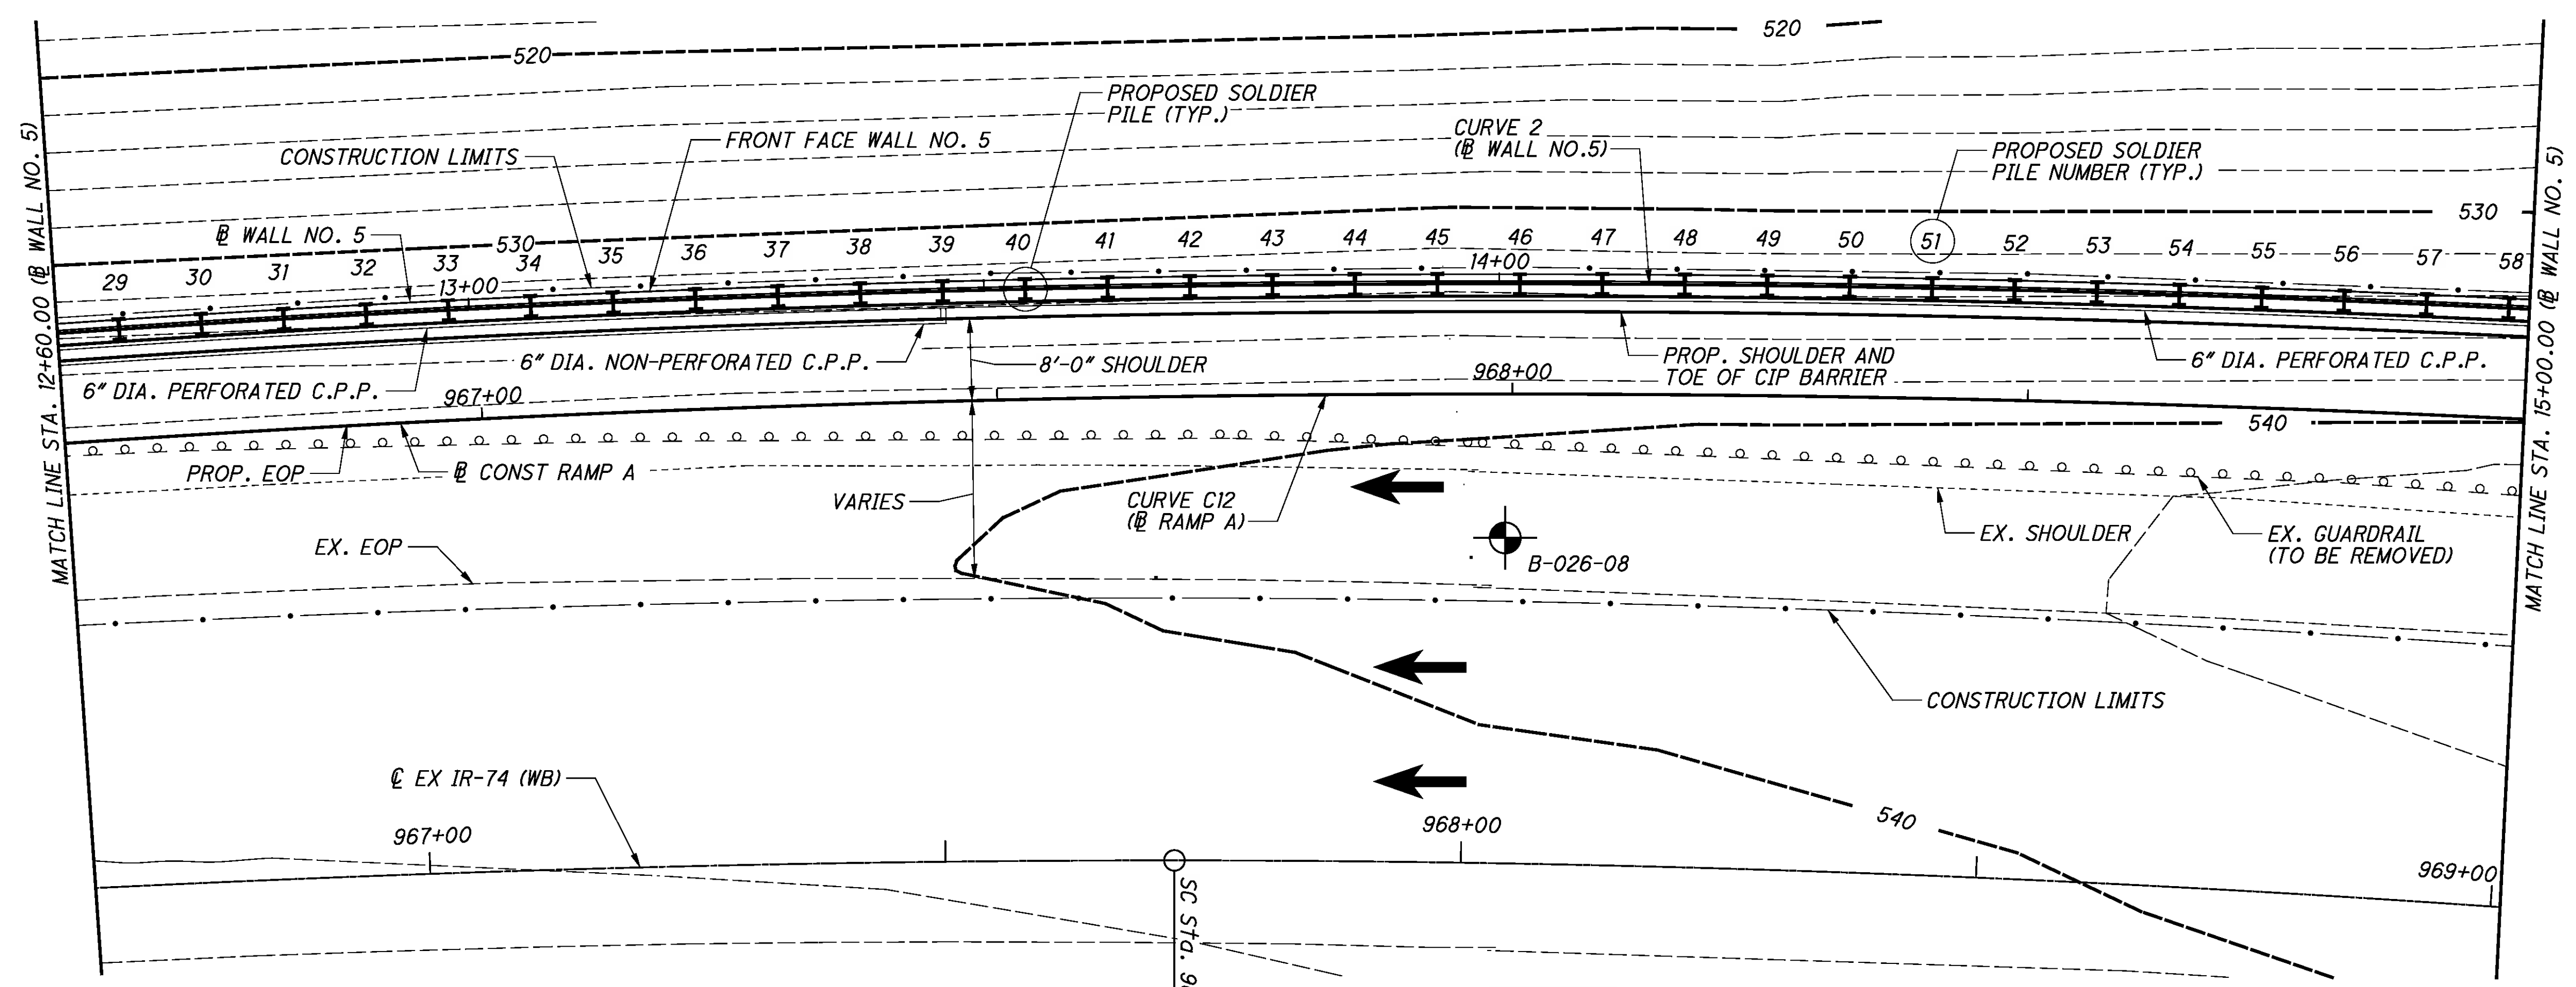 520
520
PROPOSED SOLDIER
PILE (TYP.)
FRONT FACE WALL NO. 5
CONSTRUCTION LIMITS
CURVE 2
(℄ WALL NO.5)
PROPOSED SOLDIER
PILE NUMBER (TYP.)
MATCH LINE STA. 12+60.00 (℄ WALL NO. 5)
MATCH LINE STA. 15+00.00 (℄ WALL NO. 5)
℄ WALL NO. 5
530
530
29 30 31 32 33 34 35 36 37 38 39 40 41 42 43 44 45 46 47 48 49 50 51 52 53 54 55 56 57 58
13+00
14+00
6" DIA. PERFORATED C.P.P.
6" DIA. NON-PERFORATED C.P.P.
8'-0" SHOULDER
PROP. SHOULDER AND
TOE OF CIP BARRIER
6" DIA. PERFORATED C.P.P.
967+00
968+00
540
PROP. EOP
℄ CONST RAMP A
VARIES
CURVE C12
(℄ RAMP A)
EX. EOP
B-026-08
EX. SHOULDER
EX. GUARDRAIL
(TO BE REMOVED)
CONSTRUCTION LIMITS
℄ EX IR-74 (WB)
540
967+00
968+00
969+00
SC Sta.